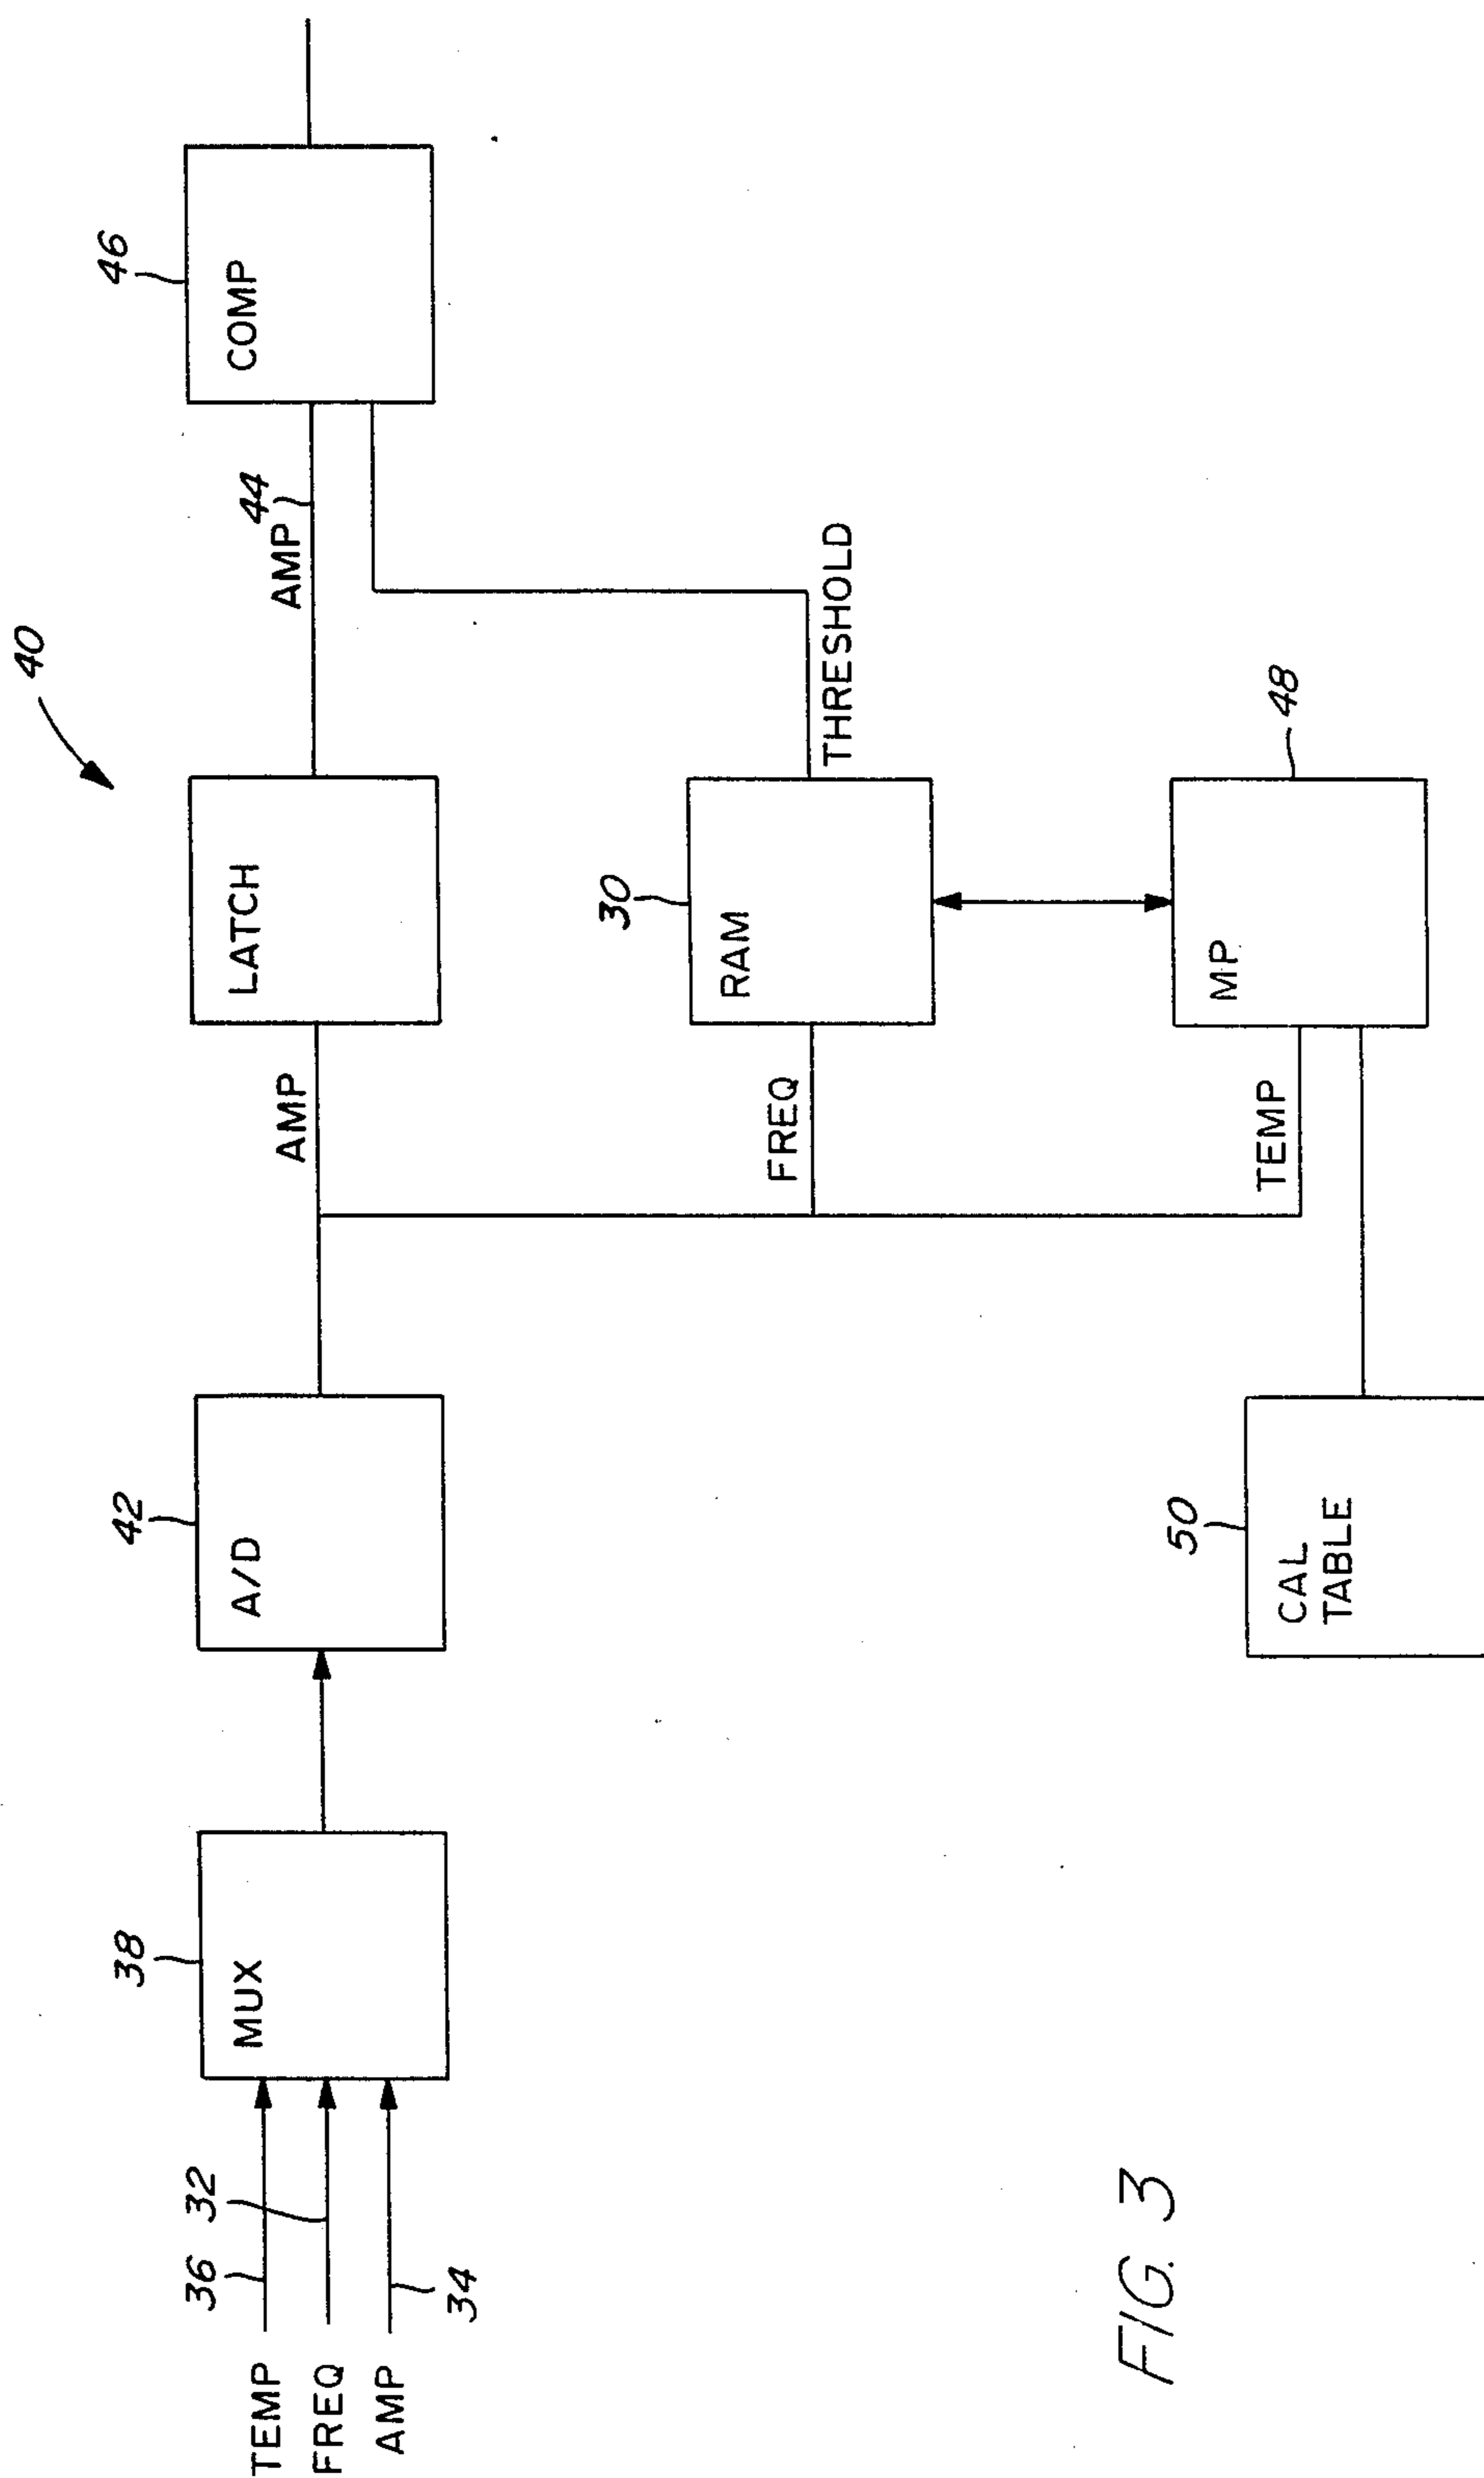 40
36
32
38
42
44
46
TEMP
FREQ
AMP
34
MUX
A/D
AMP
LATCH
AMP
COMP
30
FREQ
RAM
THRESHOLD
50
CAL
TABLE
TEMP
MP
48
FIG. 3